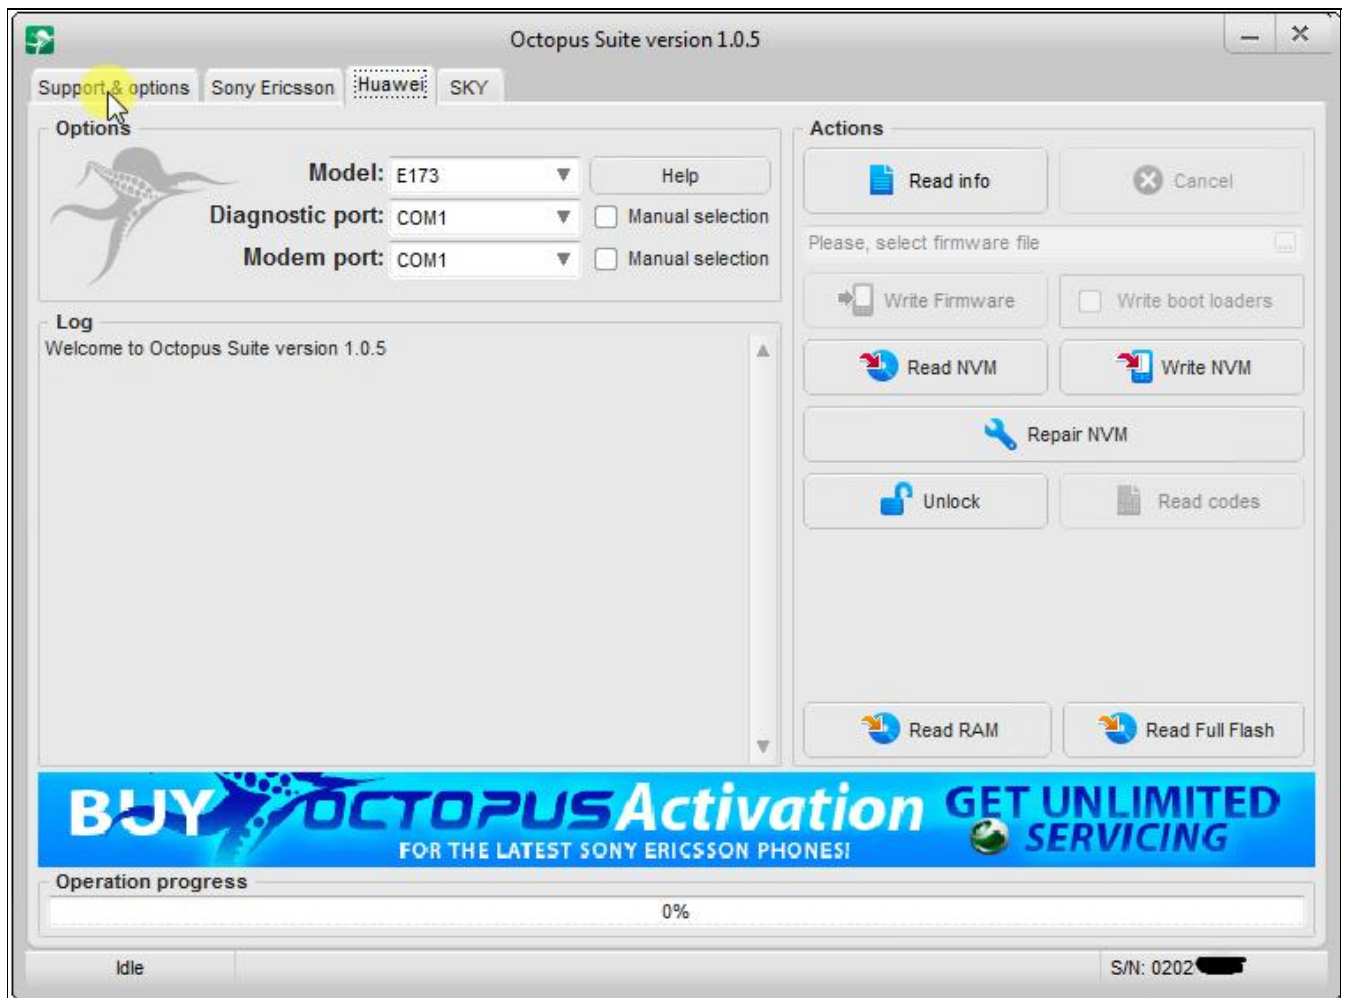 Octopus Suite version 1.0.5
Support & options Sony Ericsson Huawei SKY
Options
Model: E173 Help
Diagnostic port: COM1 Manual selection
Modem port: COM1 Manual selection
Log
Welcome to Octopus Suite version 1.0.5
Actions
Read info Cancel
Please, select firmware file ...
Write Firmware Write boot loaders
Read NVM Write NVM
Repair NVM
Unlock Read codes
Read RAM Read Full Flash
BUY OCTOPUS Activation GET UNLIMITED
FOR THE LATEST SONY ERICSSON PHONES! SERVICING
Operation progress
0%
Idle S/N: 0202